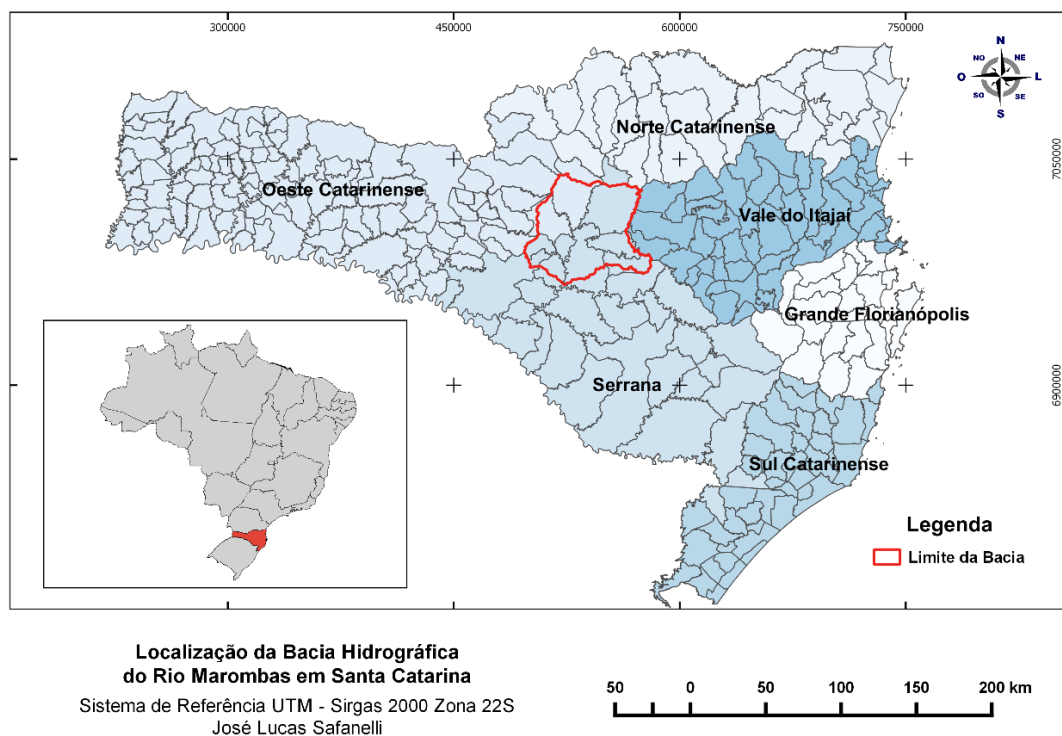 300000
450000
600000
750000
N
NO
NE
O
L
SO
SE
S
Norte Catarinense
7050000
7050000
Oeste Catarinense
Vale do Itajaí
Grande Florianópolis
Serrana
6900000
6900000
Sul Catarinense
Legenda
Limite da Bacia
Localização da Bacia Hidrográfica
do Rio Marombas em Santa Catarina
Sistema de Referência UTM - Sirgas 2000 Zona 22S
José Lucas Safanelli
50 0 50 100 150 200 km